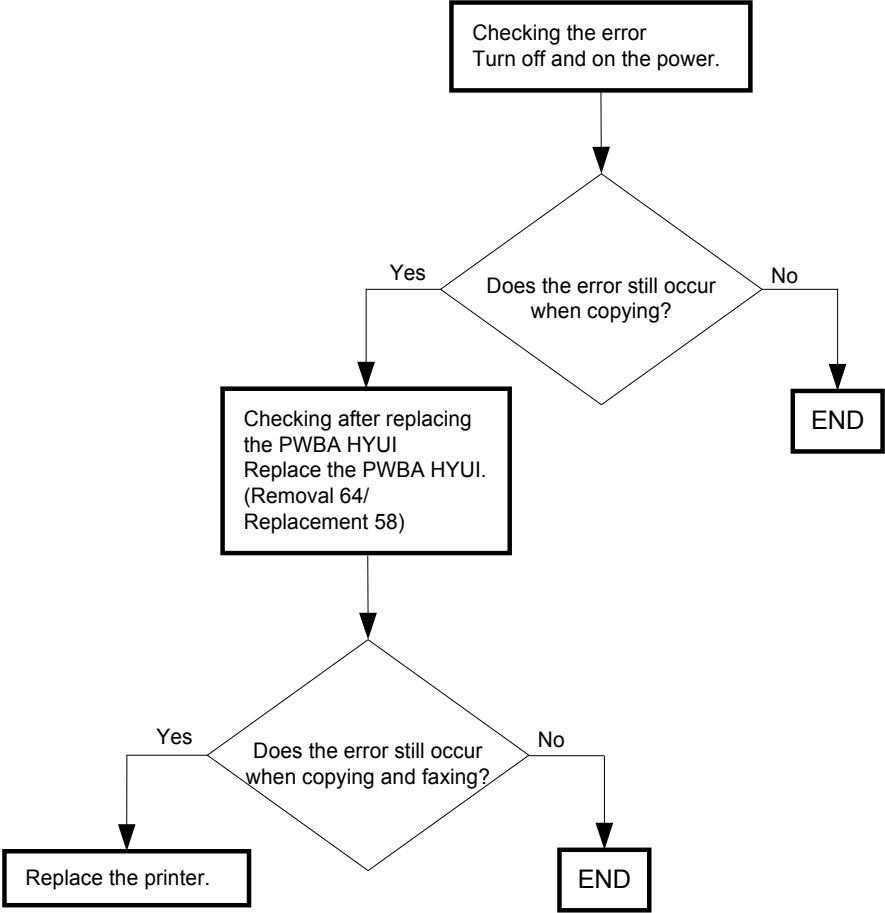 Checking the error
Turn off and on the power.
Yes
Does the error still occur
when copying?
No
Checking after replacing
the PWBA HYUI
Replace the PWBA HYUI.
(Removal 64/
Replacement 58)
END
Yes
Does the error still occur
when copying and faxing?
No
Replace the printer.
END